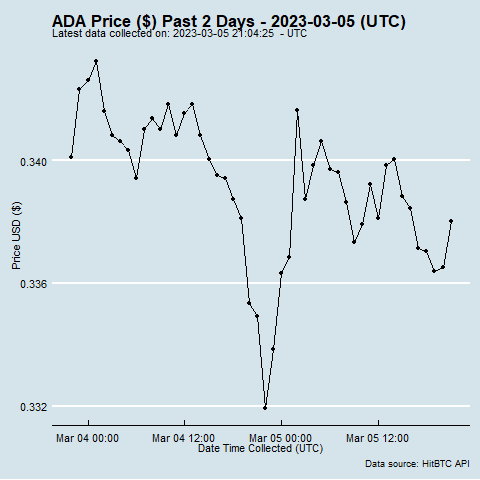 ADA Price ($) Past 2 Days - 2023-03-05 (UTC)
Latest data collected on: 2023-03-05 21:04:25  - UTC
Price USD ($)
0.340
0.336
0.332
Mar 04 00:00 Mar 04 12:00 Mar 05 00:00 Mar 05 12:00
Date Time Collected (UTC)
Data source: HitBTC API